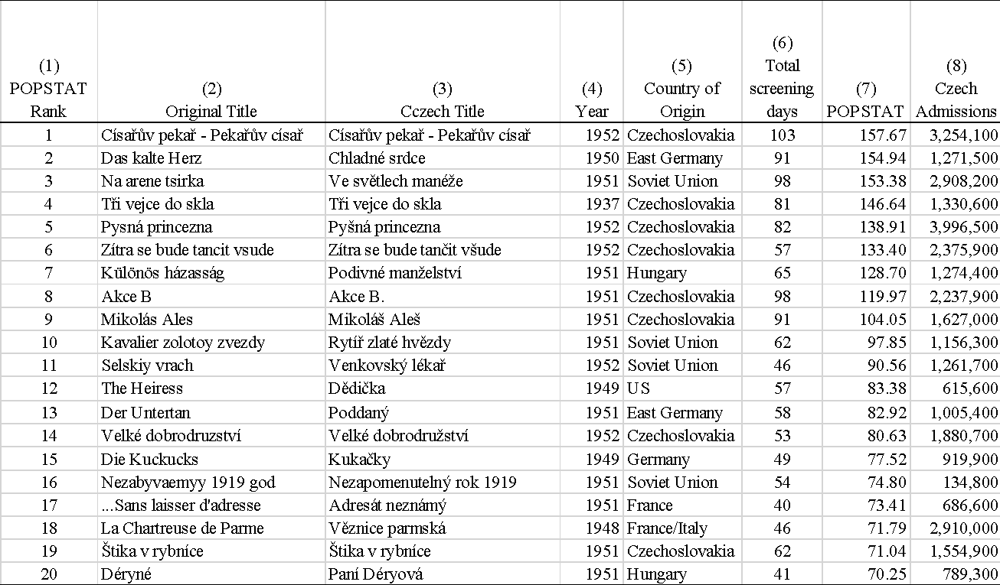 (1) POPSTAT Rank (2) Original Title (3) Cczech Title (4) Year (5) Country of Origin (6) Total screening days (7) POPSTAT (8) Czech Admissions
1 Císařův pekař - Pekařův císař Císařův pekař - Pekařův císař 1952 Czechoslovakia 103 157.67 3,254,100
2 Das kalte Herz Chladné srdce 1950 East Germany 91 154.94 1,271,500
3 Na arene tsirka Ve světlech manéže 1951 Soviet Union 98 153.38 2,908,200
4 Tři vejce do skla Tři vejce do skla 1937 Czechoslovakia 81 146.64 1,330,600
5 Pysná princezna Pyšná princezna 1952 Czechoslovakia 82 138.91 3,996,500
6 Zítra se bude tancit vsude Zítra se bude tančit všude 1952 Czechoslovakia 57 133.40 2,375,900
7 Különös házasság Podivné manželství 1951 Hungary 65 128.70 1,274,400
8 Akce B Akce B. 1951 Czechoslovakia 98 119.97 2,237,900
9 Mikolás Ales Mikoláš Aleš 1951 Czechoslovakia 91 104.05 1,627,000
10 Kavalier zolotoy zvezdy Rytíř zlaté hvězdy 1951 Soviet Union 62 97.85 1,156,300
11 Selskiy vrach Venkovský lékař 1952 Soviet Union 46 90.56 1,261,700
12 The Heiress Dědička 1949 US 57 83.38 615,600
13 Der Untertan Poddaný 1951 East Germany 58 82.92 1,005,400
14 Velké dobrodruzství Velké dobrodružství 1952 Czechoslovakia 53 80.63 1,880,700
15 Die Kuckucks Kukačky 1949 Germany 49 77.52 919,900
16 Nezabyvaemyy 1919 god Nezapomenutelný rok 1919 1951 Soviet Union 54 74.80 134,800
17 ...Sans laisser d'adresse Adresát neznámý 1951 France 40 73.41 686,600
18 La Chartreuse de Parme Věznice parmská 1948 France/Italy 46 71.79 2,910,000
19 Štika v rybníce Štika v rybníce 1951 Czechoslovakia 62 71.04 1,554,900
20 Déryné Paní Déryová 1951 Hungary 41 70.25 789,300